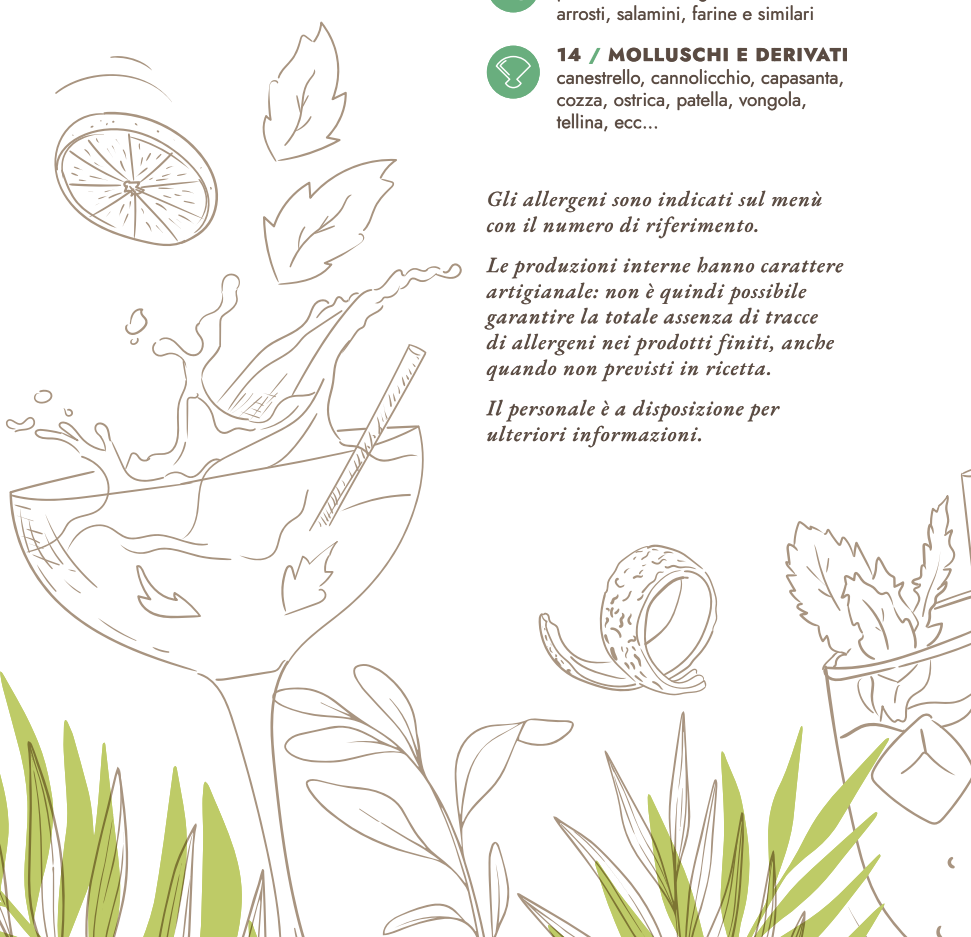 arrosti, salamini, farine e similari
14 / MOLLUSCHI E DERIVATI
canestrello, cannolicchio, capasanta,
cozza, ostrica, patella, vongola,
tellina, ecc...
Gli allergeni sono indicati sul menù
con il numero di riferimento.
Le produzioni interne hanno carattere
artigianale: non è quindi possibile
garantire la totale assenza di tracce
di allergeni nei prodotti finiti, anche
quando non previsti in ricetta.
Il personale è a disposizione per
ulteriori informazioni.